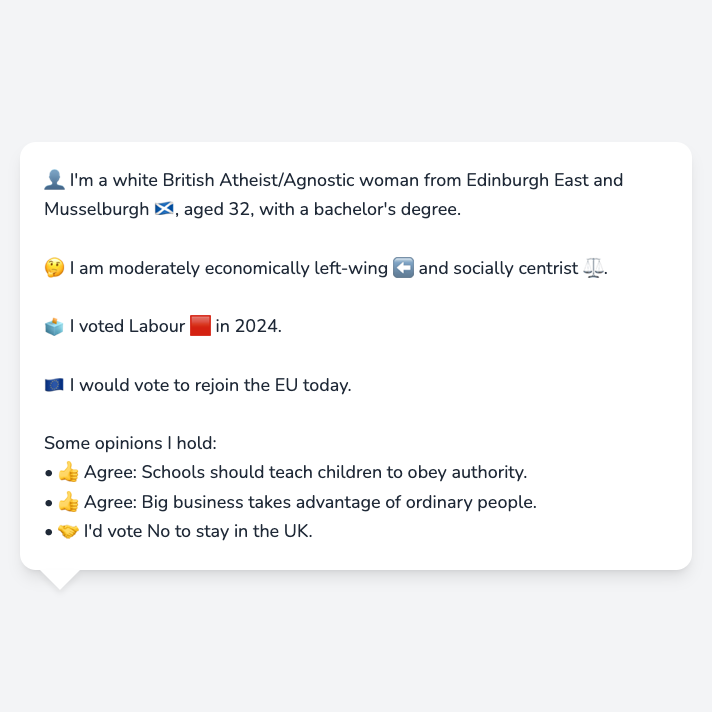 👤 I'm a white British Atheist/Agnostic woman from Edinburgh East and
Musselburgh 🏴󠁧󠁢󠁳󠁣󠁴󠁿, aged 32, with a bachelor's degree.
🤔 I am moderately economically left-wing ⬅️ and socially centrist ⚖️.
🗳️ I voted Labour 🟥 in 2024.
🇪🇺 I would vote to rejoin the EU today.
Some opinions I hold:
• 👍 Agree: Schools should teach children to obey authority.
• 👍 Agree: Big business takes advantage of ordinary people.
• 🤝 I'd vote No to stay in the UK.